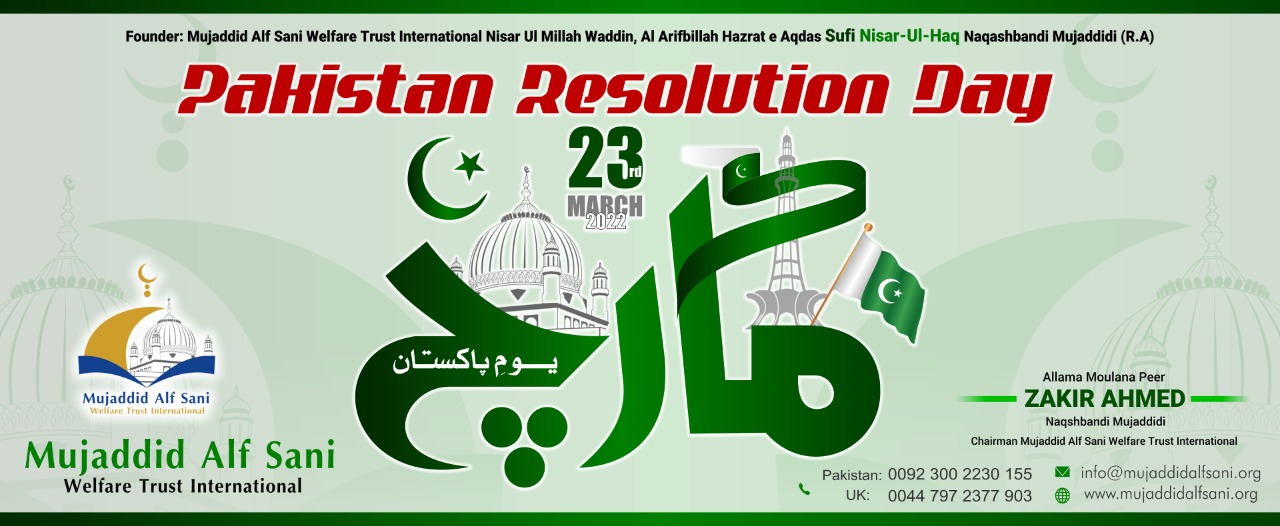 Founder: Mujaddid Alf Sani Welfare Trust International Nisar Ul Millah Waddin, Al Arifbillah Hazrat e Aqdas Sufi Nisar-Ul-Haq Naqashbandi Mujaddidi (R.A)
Pakistan Resolution Day
23rd
MARCH
2022
مارچ
یومِ پاکستان
Mujaddid Alf Sani
Welfare Trust International
Mujaddid Alf Sani
Welfare Trust International
Allama Moulana Peer
ZAKIR AHMED
Naqshbandi Mujaddidi
Chairman Mujaddid Alf Sani Welfare Trust International
Pakistan: 0092 300 2230 155
UK: 0044 797 2377 903
info@mujaddidalfsani.org
www.mujaddidalfsani.org